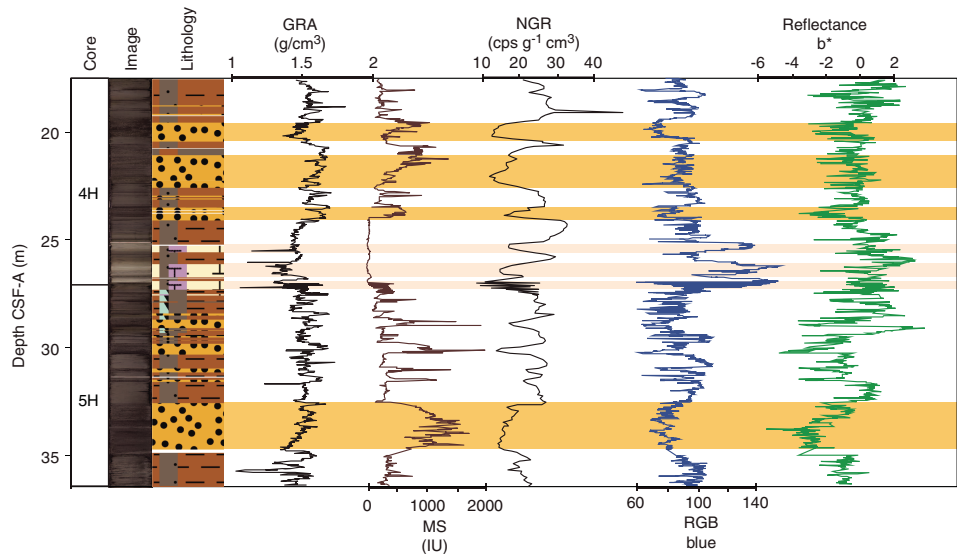 Core
Image
Lithology
GRA
(g/cm³)
NGR
(cps g⁻¹ cm³)
Reflectance
b*
1
1.5
2
10
20
30
40
-6
-4
-2
0
2
Depth CSF-A (m)
20
25
30
35
4H
5H
0
1000
2000
MS
(IU)
60
100
140
RGB
blue